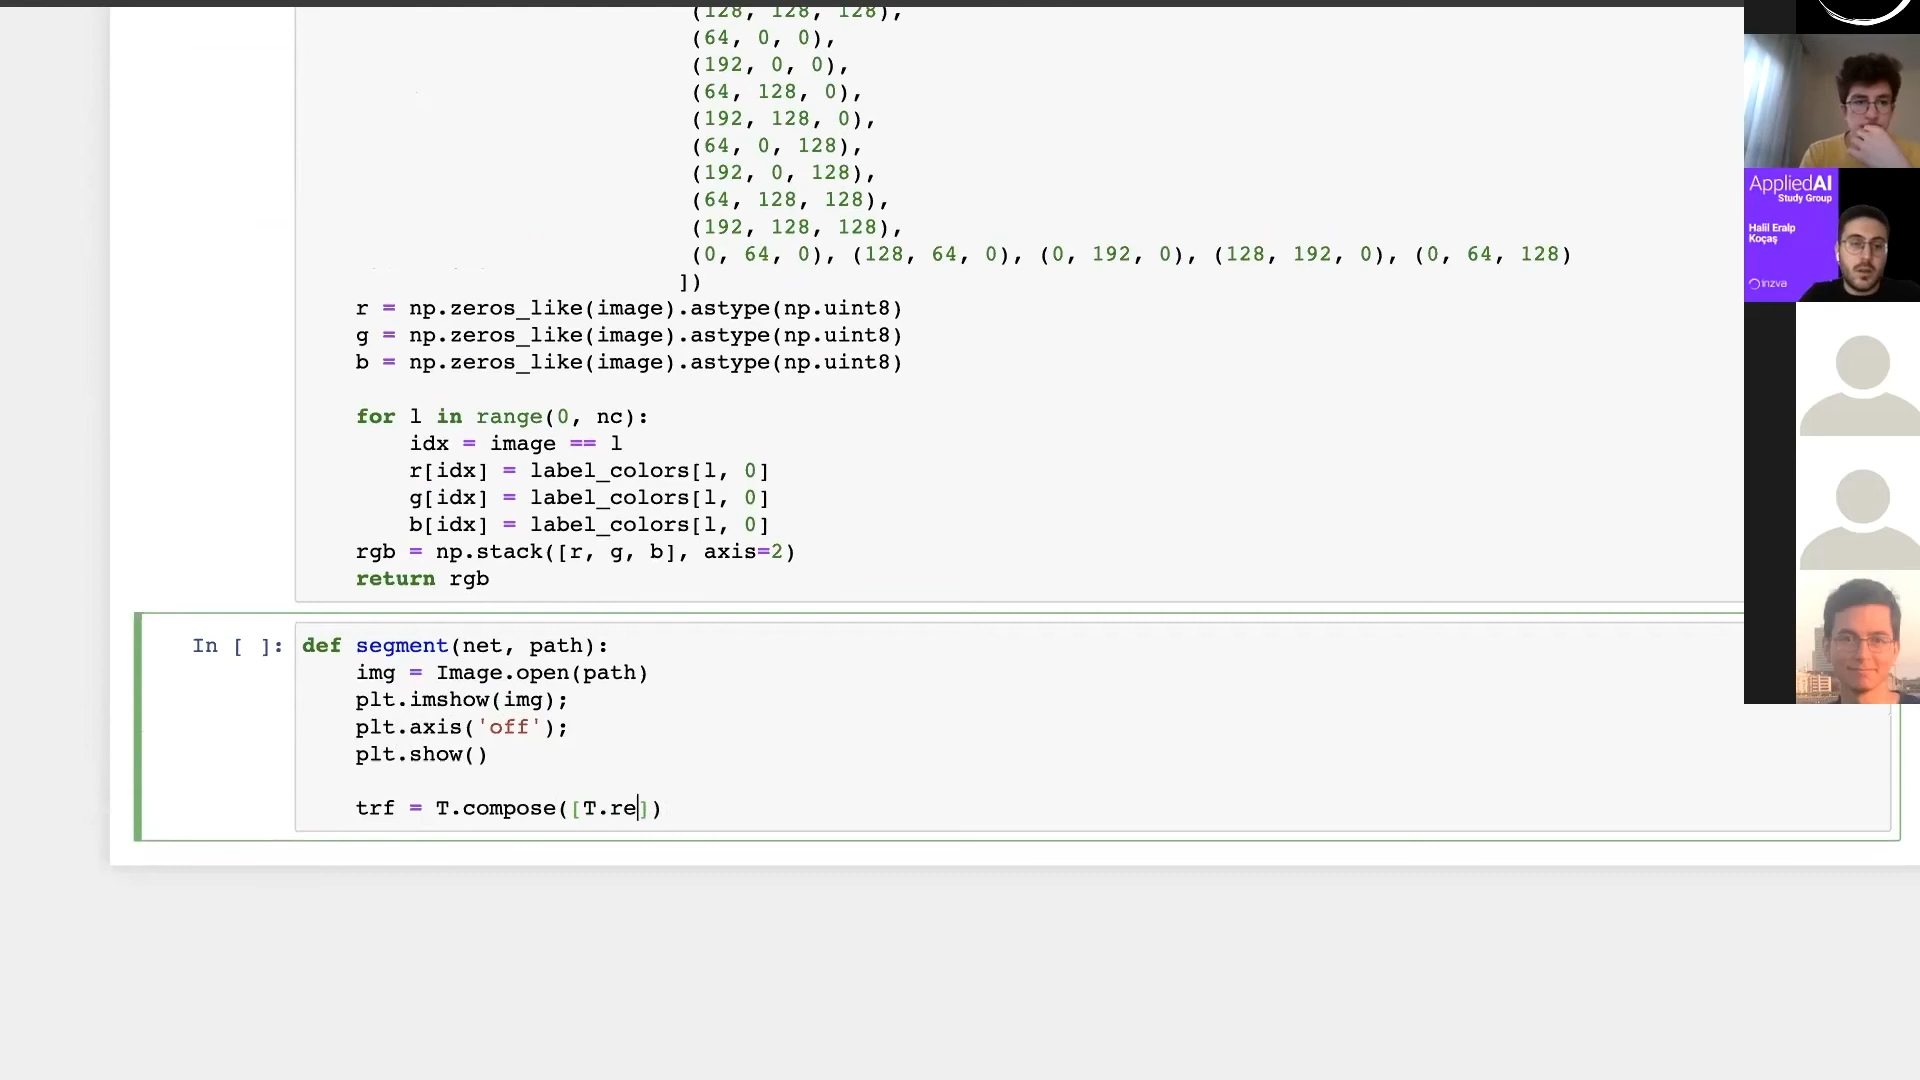 (128, 128, 128),
(64, 0, 0),
(192, 0, 0),
(64, 128, 0),
(192, 128, 0),
(64, 0, 128),
(192, 0, 128),
(64, 128, 128),
(192, 128, 128),
(0, 64, 0), (128, 64, 0), (0, 192, 0), (128, 192, 0), (0, 64, 128)
])
r = np.zeros_like(image).astype(np.uint8)
g = np.zeros_like(image).astype(np.uint8)
b = np.zeros_like(image).astype(np.uint8)
for l in range(0, nc):
idx = image == l
r[idx] = label_colors[l, 0]
g[idx] = label_colors[l, 0]
b[idx] = label_colors[l, 0]
rgb = np.stack([r, g, b], axis=2)
return rgb
In [ ]: def segment(net, path):
img = Image.open(path)
plt.imshow(img);
plt.axis('off');
plt.show()
trf = T.compose([T.re])
AppliedAI
Study Group
Halil Eralp
Koçaş
inzva